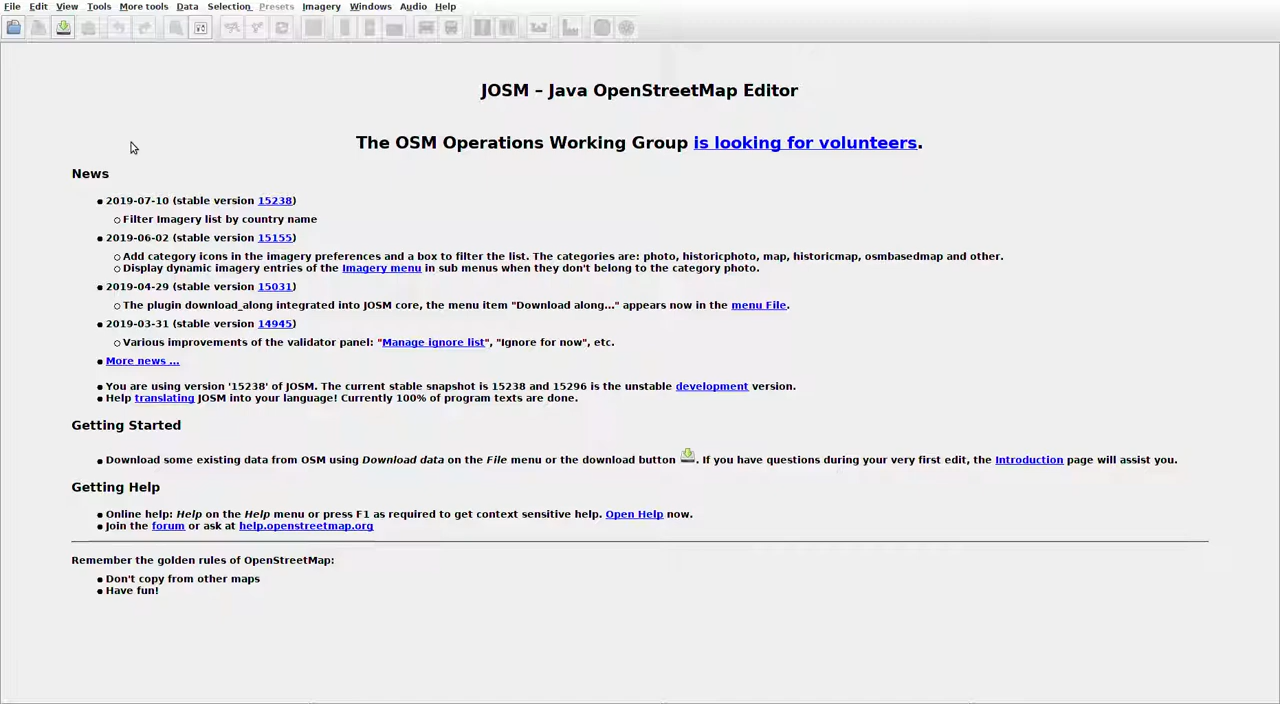 File Edit View Tools More tools Data Selection Presets Imagery Windows Audio Help
JOSM – Java OpenStreetMap Editor
The OSM Operations Working Group is looking for volunteers.
News
2019-07-10 (stable version 15238)
Filter Imagery list by country name
2019-06-02 (stable version 15155)
Add category icons in the imagery preferences and a box to filter the list. The categories are: photo, historicphoto, map, historicmap, osmbasedmap and other.
Display dynamic imagery entries of the Imagery menu in sub menus when they don't belong to the category photo.
2019-04-29 (stable version 15031)
The plugin download_along integrated into JOSM core, the menu item "Download along..." appears now in the menu File.
2019-03-31 (stable version 14945)
Various improvements of the validator panel: "Manage ignore list", "Ignore for now", etc.
More news ...
You are using version '15238' of JOSM. The current stable snapshot is 15238 and 15296 is the unstable development version.
Help translating JOSM into your language! Currently 100% of program texts are done.
Getting Started
Download some existing data from OSM using Download data on the File menu or the download button . If you have questions during your very first edit, the Introduction page will assist you.
Getting Help
Online help: Help on the Help menu or press F1 as required to get context sensitive help. Open Help now.
Join the forum or ask at help.openstreetmap.org
Remember the golden rules of OpenStreetMap:
Don't copy from other maps
Have fun!